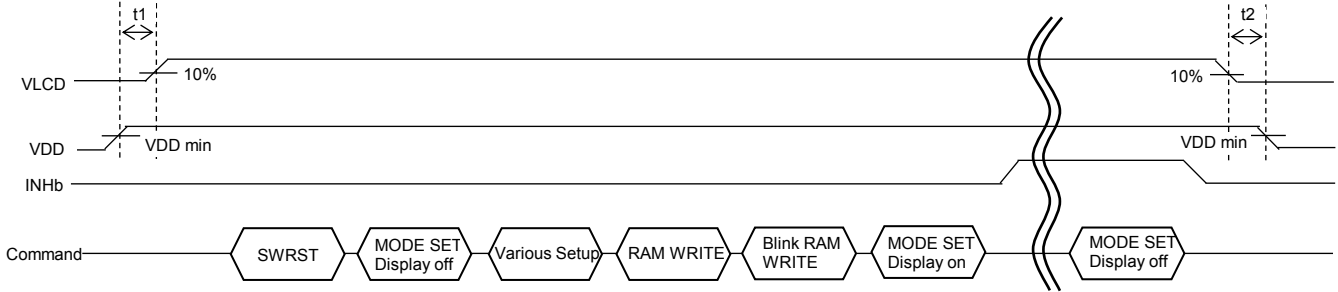 t1
t2
VLCD
10%
10%
VDD
VDD min
VDD min
INHb
Command
SWRST
MODE SET
Display off
Various Setup
RAM WRITE
Blink RAM
WRITE
MODE SET
Display on
MODE SET
Display off